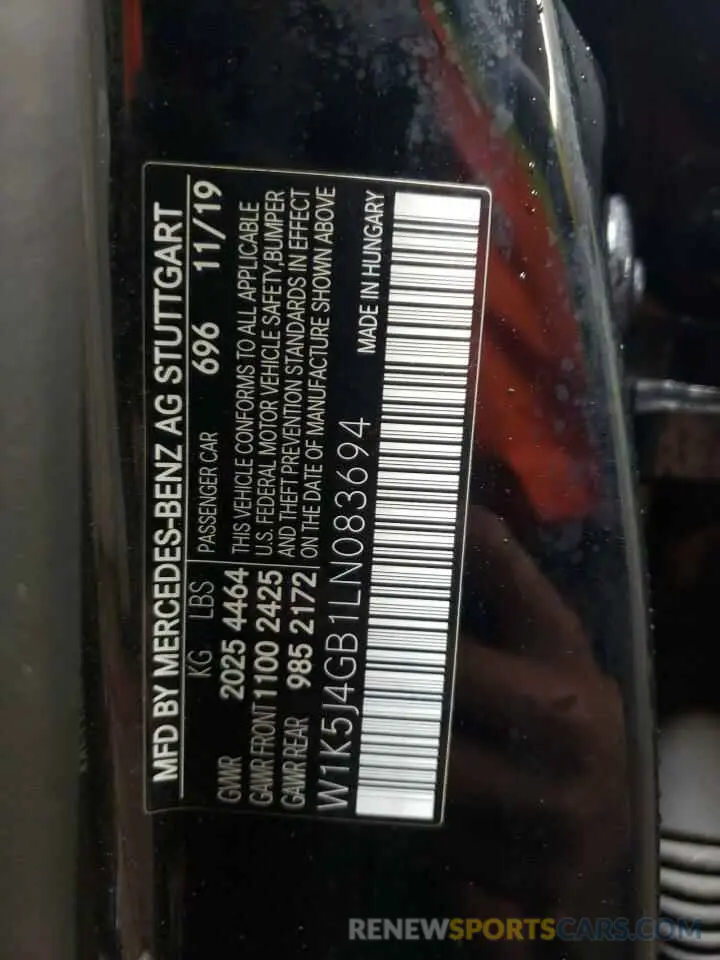 MFD BY MERCEDES-BENZ AG STUTTGART
KG LBS PASSENGER CAR 696 11/19
GWR 2025 4464 THIS VEHICLE CONFORMS TO ALL APPLICABLE
GAWR FRONT 1100 2425 U.S. FEDERAL MOTOR VEHICLE SAFETY,BUMPER
GAWR REAR 985 2172 AND THEFT PREVENTION STANDARDS IN EFFECT
ON THE DATE OF MANUFACTURE SHOWN ABOVE
W1K5J4GB1LN083694 MADE IN HUNGARY
RENEWSPORTSCARS.COM